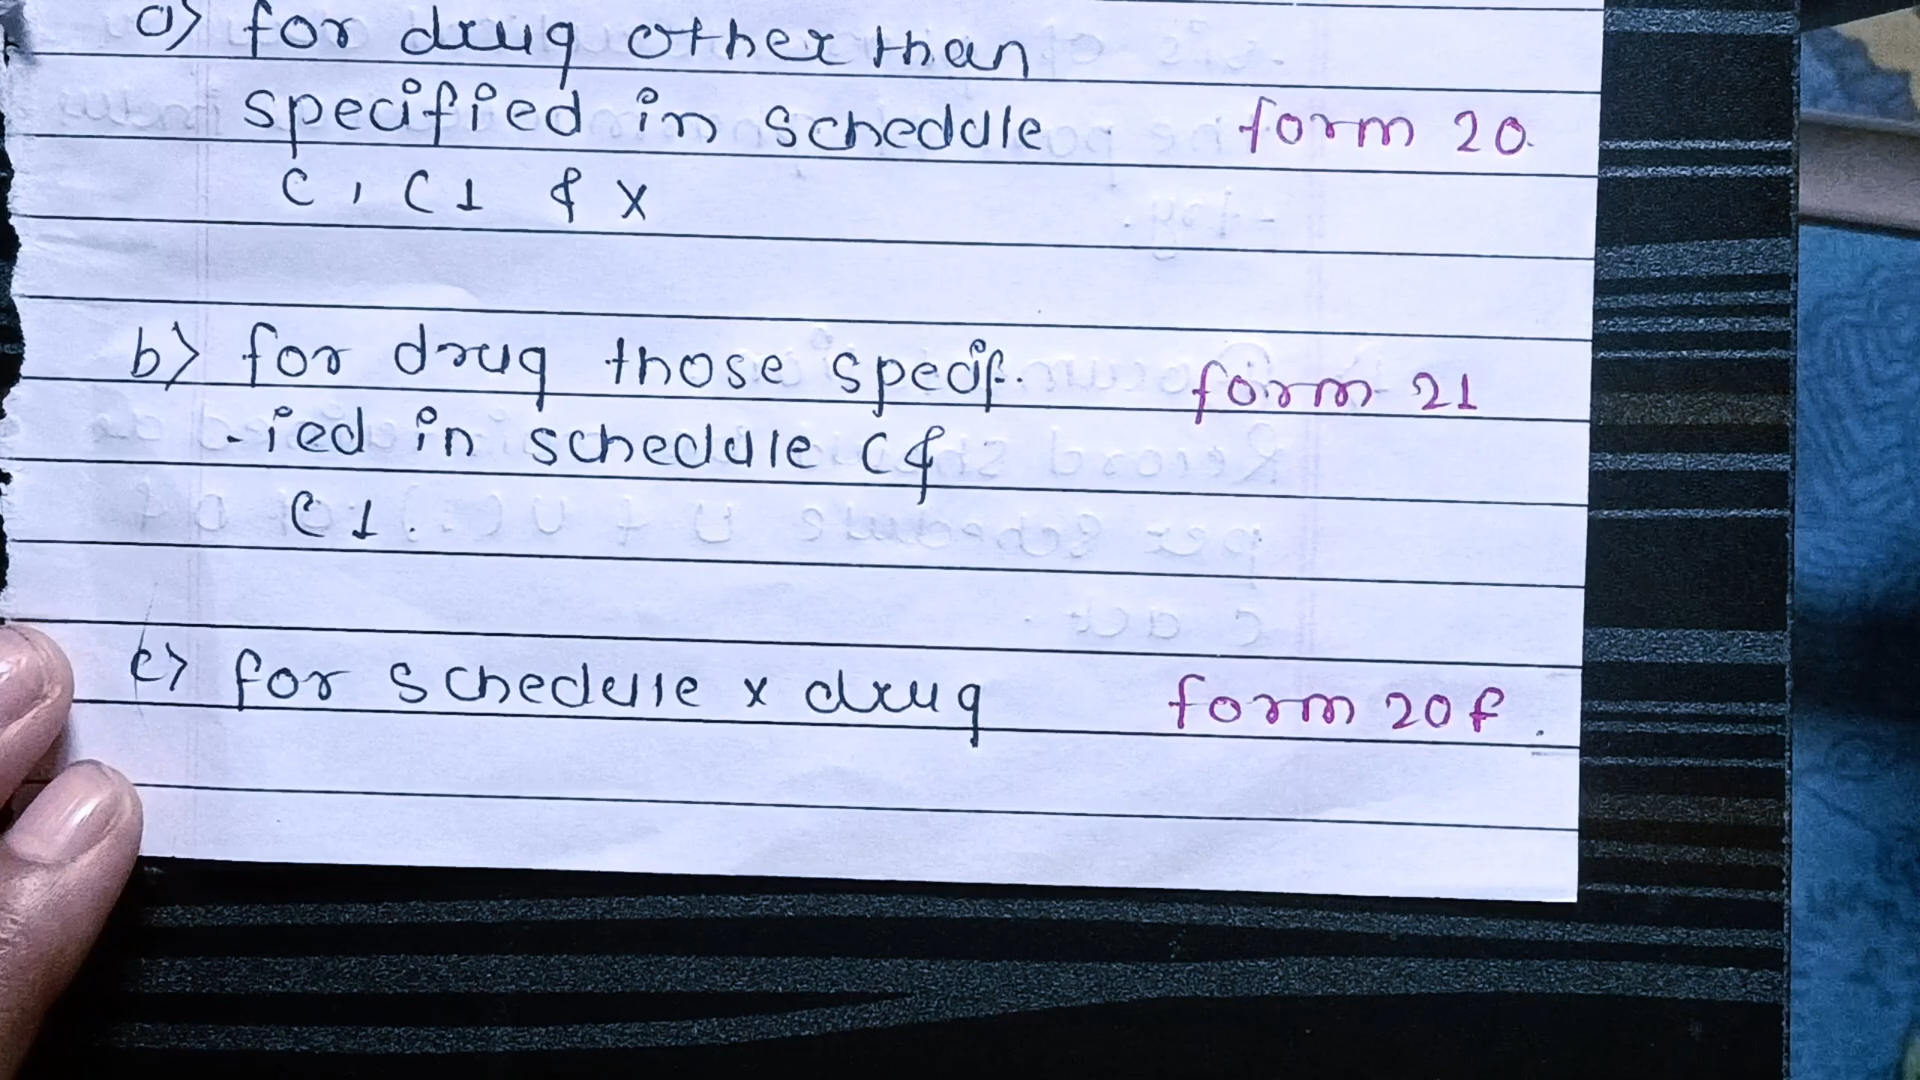 a) for drug other than
specified in schedule form 20.
C, C1 & X
b) for drug those specif- form 21
-ied in schedule C &
C1.
c) for schedule x drug form 20f.